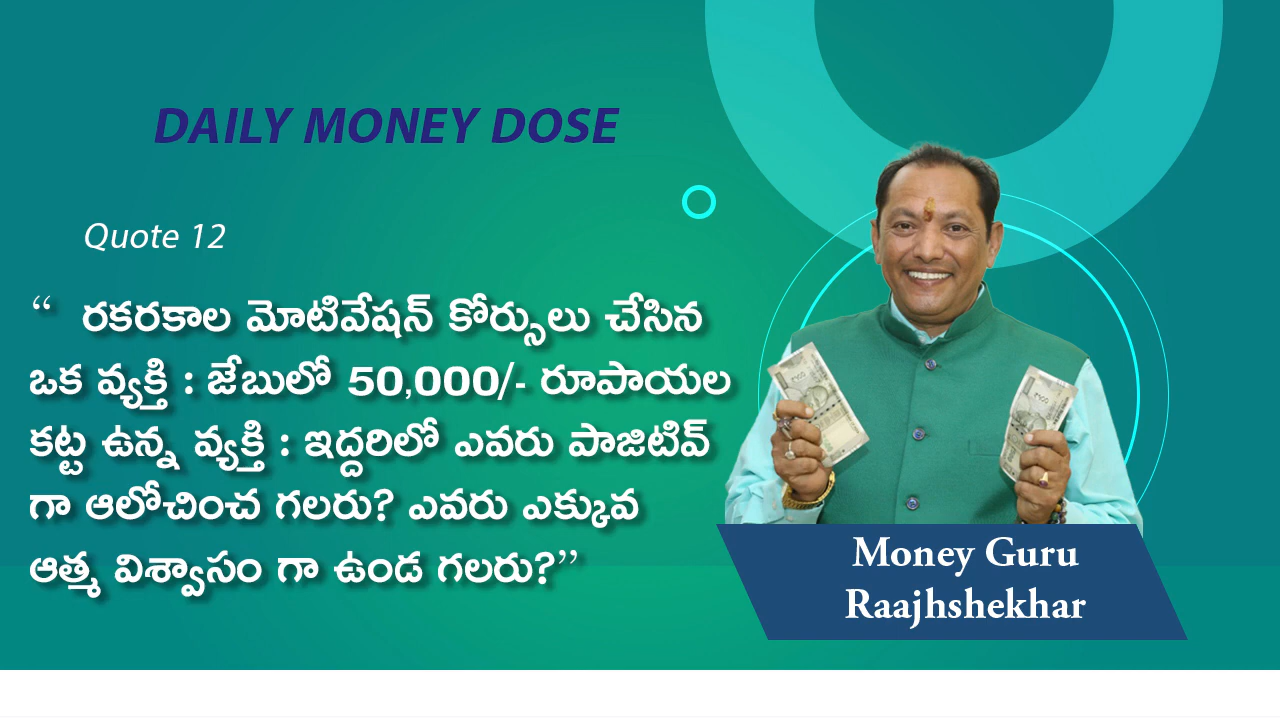 DAILY MONEY DOSE
Quote 12
“ రకరకాల మోటివేషన్ కోర్సులు చేసిన
ఒక వ్యక్తి : జేబులో 50,000/- రూపాయల
కట్ట ఉన్న వ్యక్తి : ఇద్దరిలో ఎవరు పాజిటివ్
గా ఆలోచించ గలరు? ఎవరు ఎక్కువ
ఆత్మ విశ్వాసం గా ఉండ గలరు?”
Money Guru
Raajhshekhar